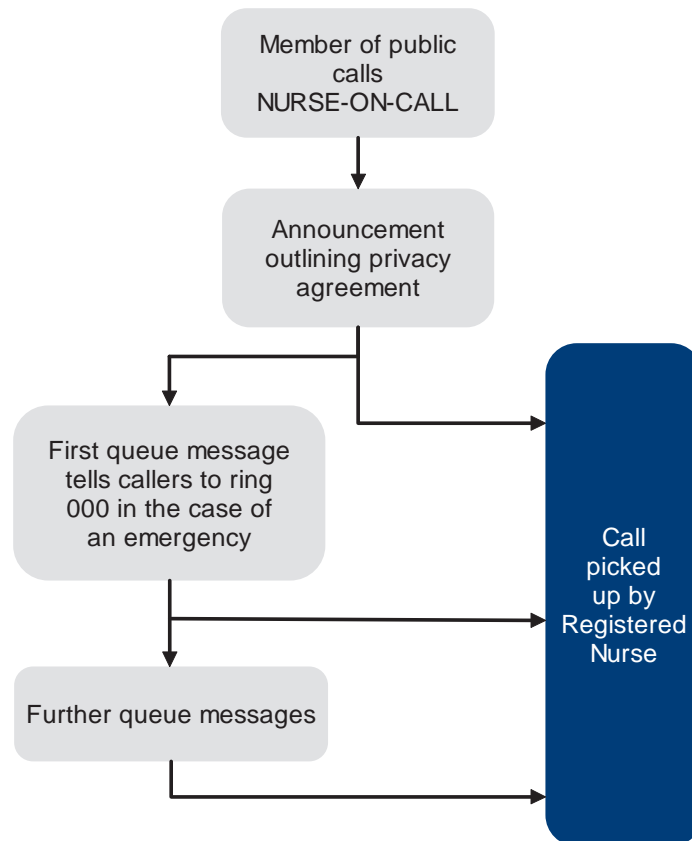 Member of public
calls
NURSE-ON-CALL
Announcement
outlining privacy
agreement
First queue message
tells callers to ring
000 in the case of
an emergency
Further queue messages
Call
picked
up by
Registered
Nurse